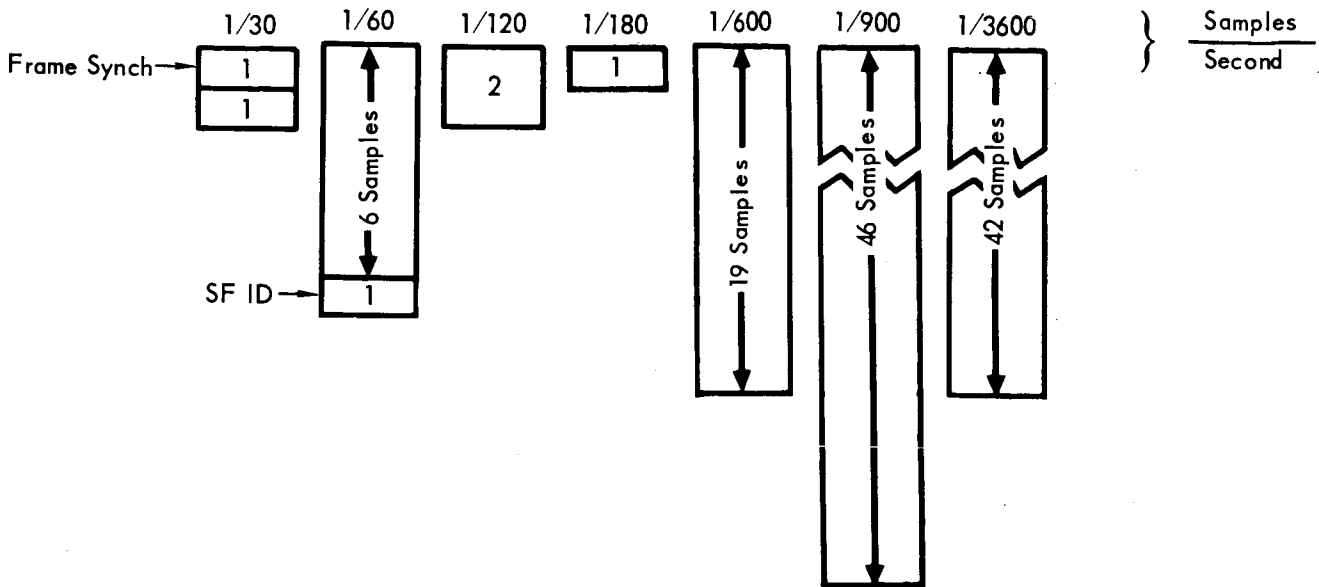 1/30 1/60 1/120 1/180 1/600 1/900 1/3600
Samples
Second
Frame Synch
1
1
6 Samples
2
1
19 Samples
46 Samples
42 Samples
SF ID
1